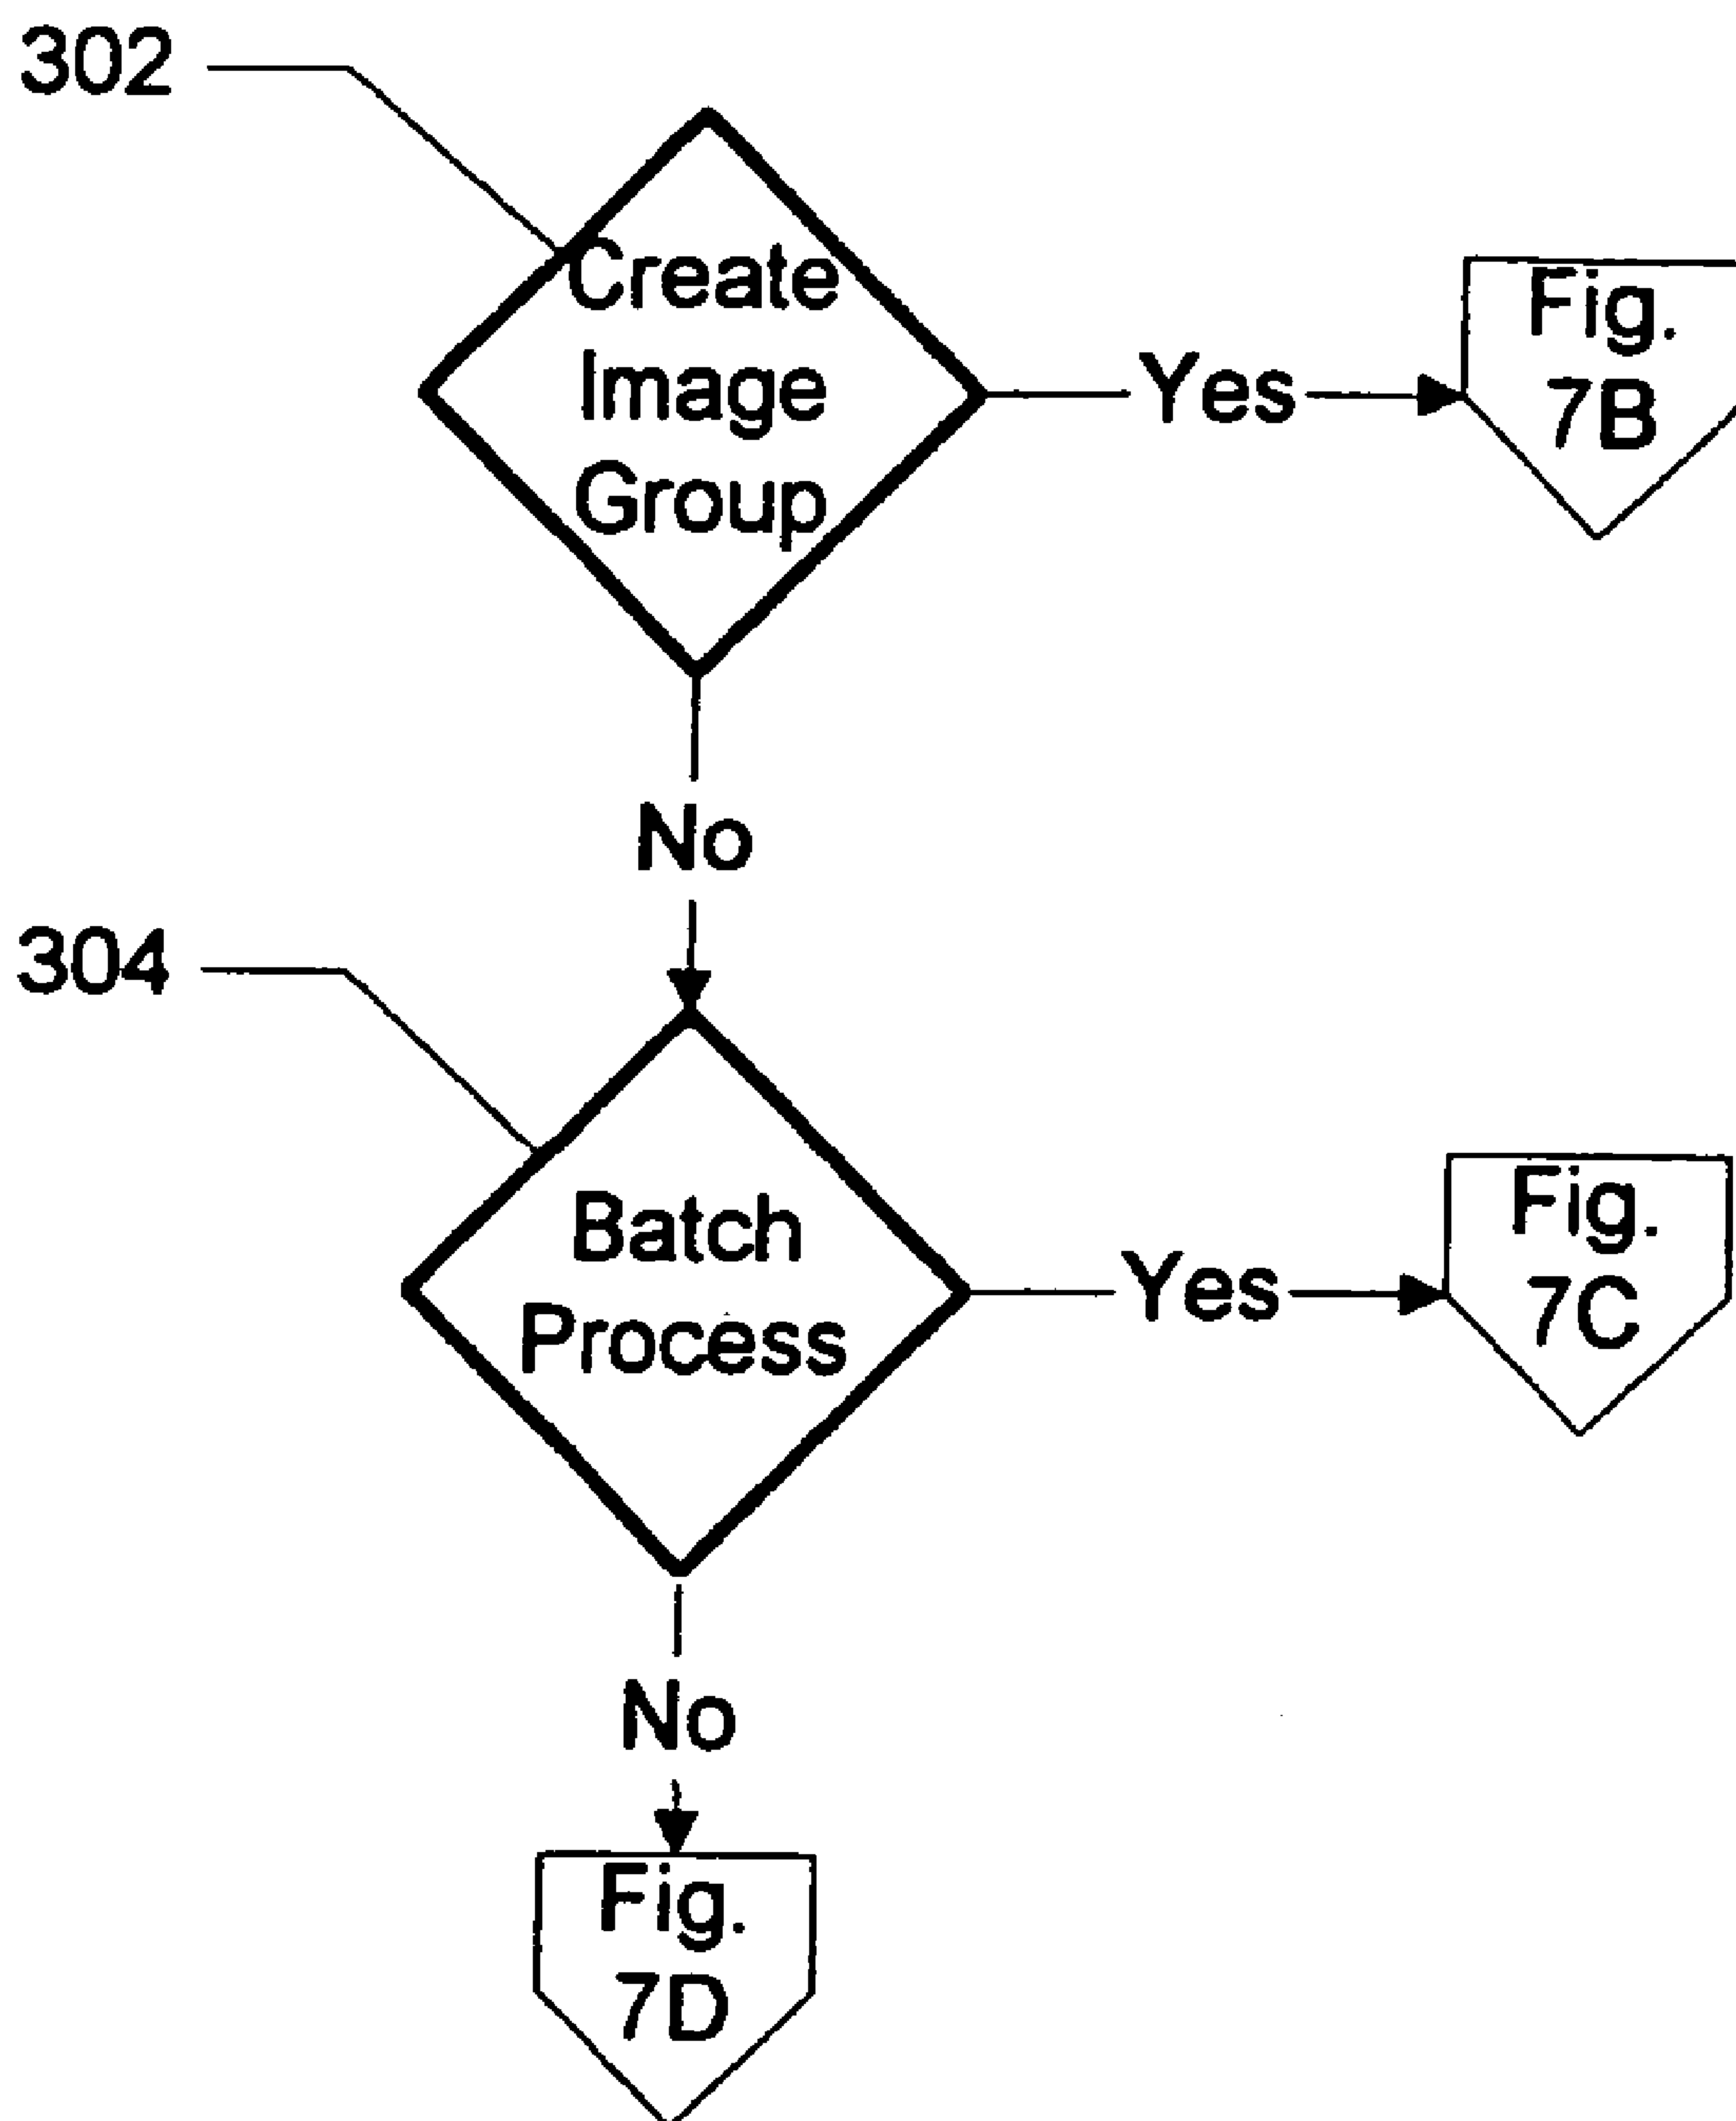 302
Create
Image
Group
Yes
Fig.
7B
No
304
Batch
Process
Yes
Fig.
7C
No
Fig.
7D